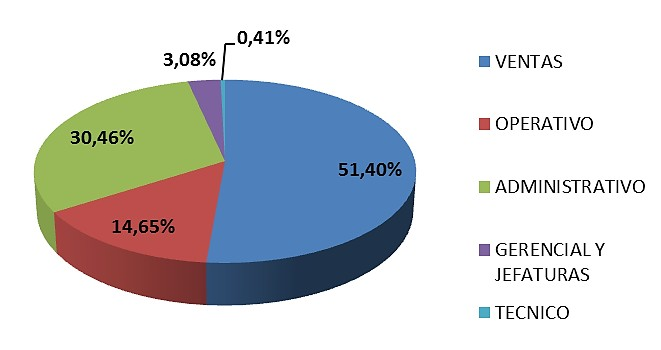 0,41%
3,08%
30,46%
51,40%
14,65%
VENTAS
OPERATIVO
ADMINISTRATIVO
GERENCIAL Y
JEFATURAS
TECNICO